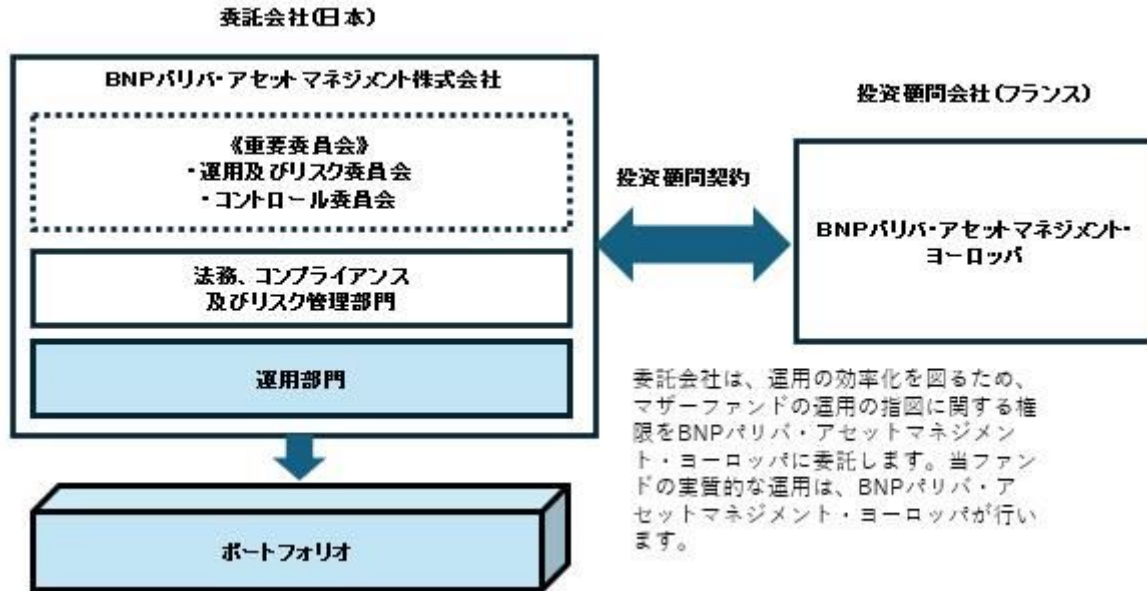 委託会社(日本)
BNPパリバ・アセットマネジメント株式会社
《重要委員会》
・運用及びリスク委員会
・コントロール委員会
法務、コンプライアンス
及びリスク管理部門
運用部門
ポートフォリオ
投資顧問契約
投資顧問会社(フランス)
BNPパリバ・アセットマネジメント・
ヨーロッパ
委託会社は、運用の効率化を図るため、
マザーファンドの運用の指図に関する権
限をBNPパリバ・アセットマネジメン
ト・ヨーロッパに委託します。当ファン
ドの実質的な運用は、BNPパリバ・ア
セットマネジメント・ヨーロッパが行い
ます。